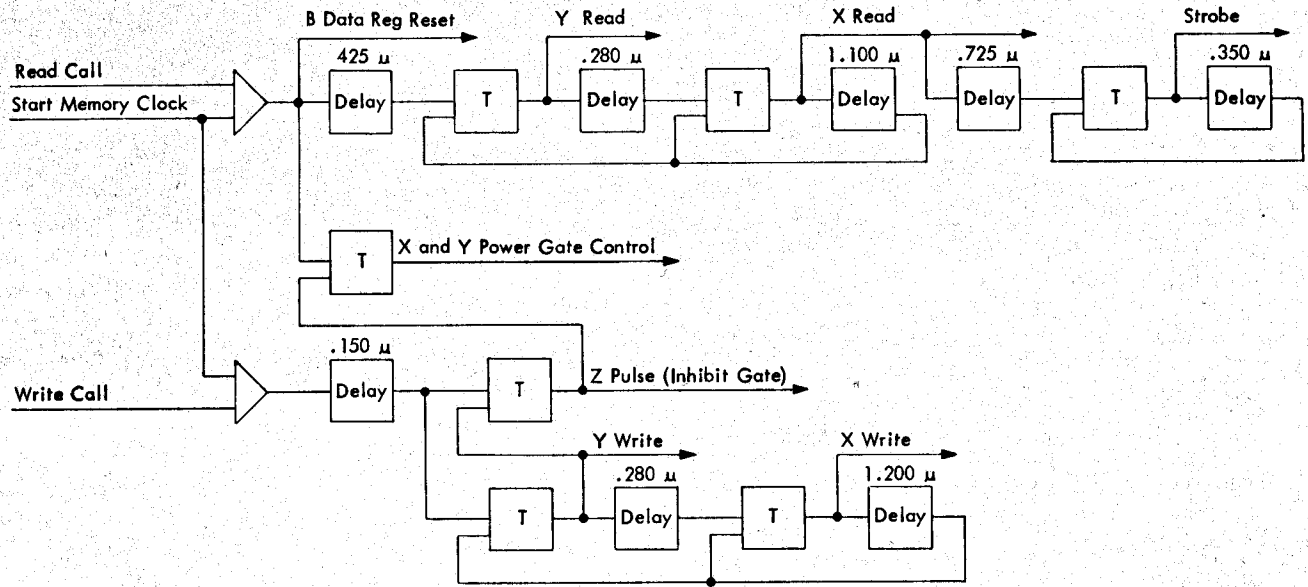 B Data Reg Reset
Y Read
X Read
Strobe
425 μ
.280 μ
1.100 μ
.725 μ
.350 μ
Read Call
Start Memory Clock
Delay
T
Delay
T
Delay
Delay
T
Delay
T
X and Y Power Gate Control
.150 μ
Write Call
Delay
T
Z Pulse (Inhibit Gate)
Y Write
X Write
.280 μ
1.200 μ
T
Delay
T
Delay